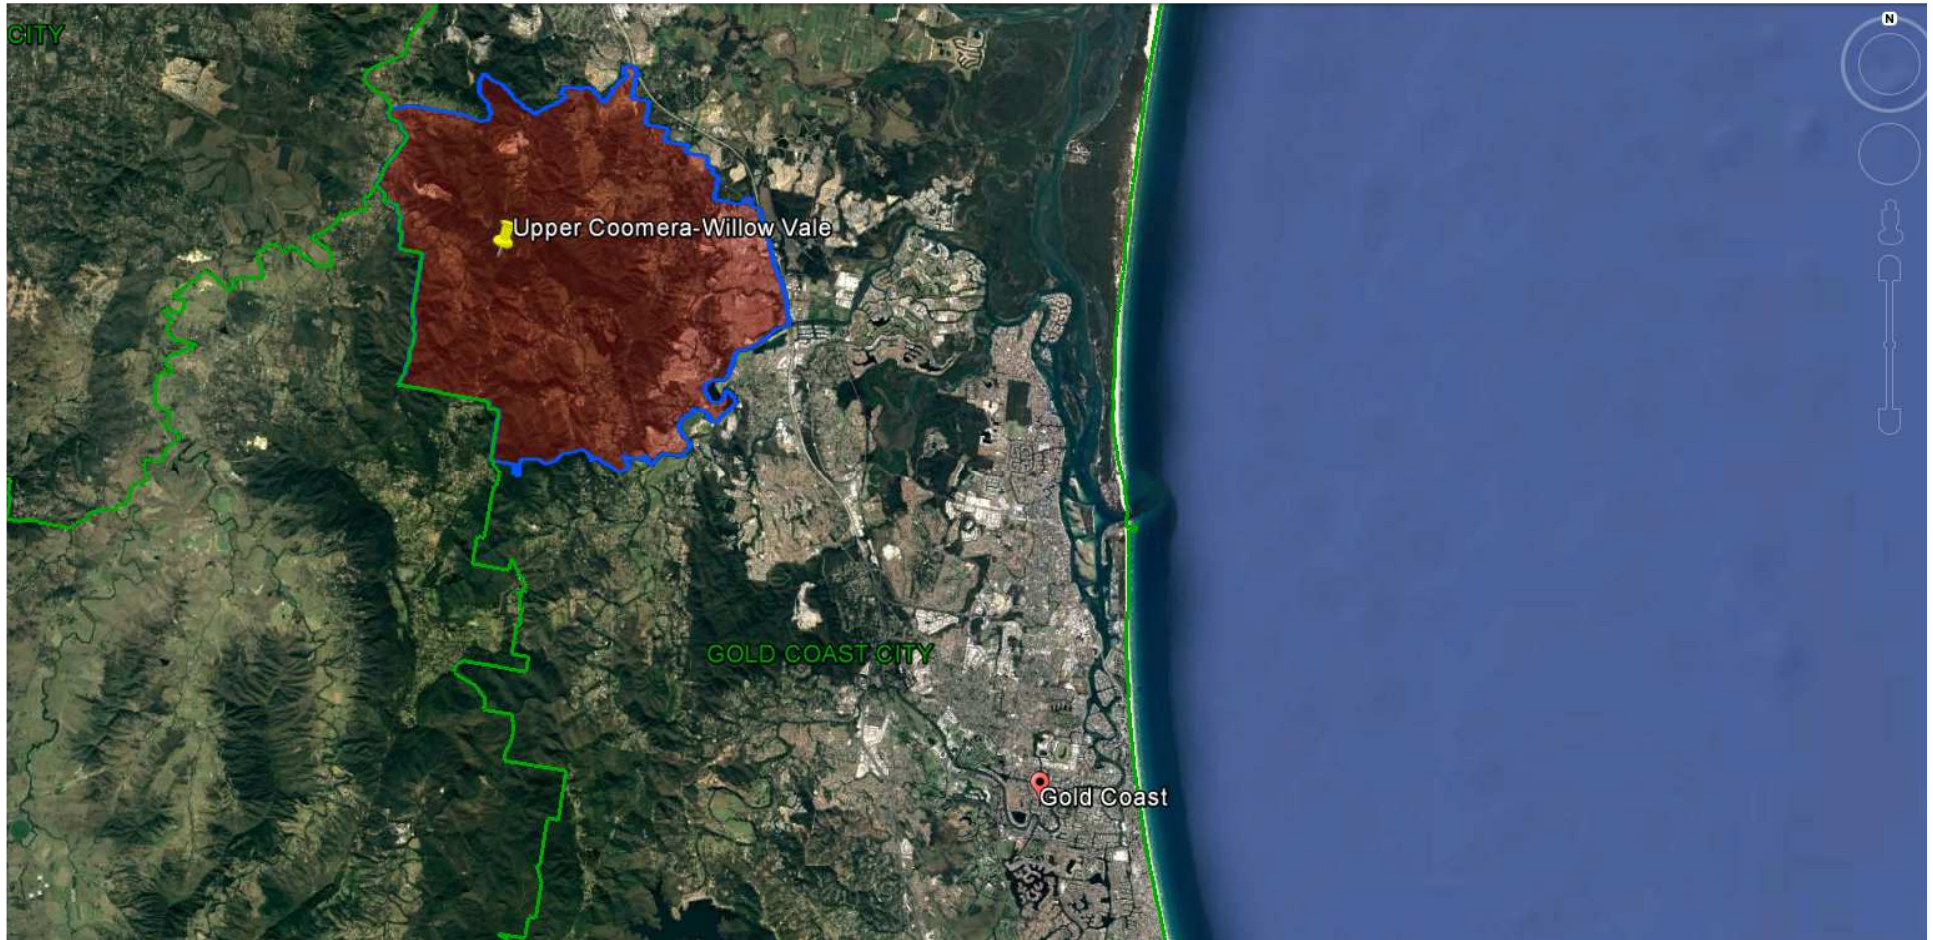 CITY
N
Upper Coomera-Willow Vale
GOLD COAST CITY
Gold Coast